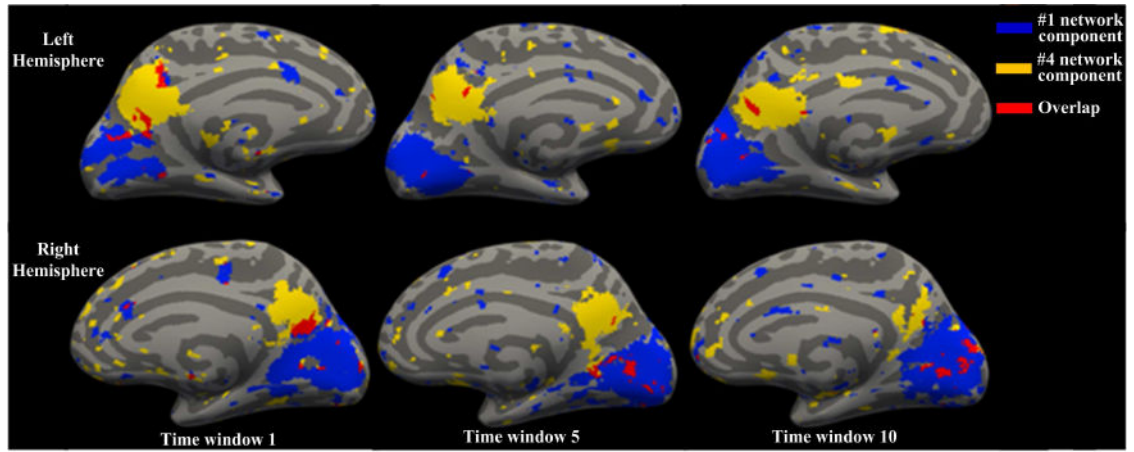 Left
Hemisphere
#1 network
component
#4 network
component
Overlap
Right
Hemisphere
Time window 1
Time window 5
Time window 10